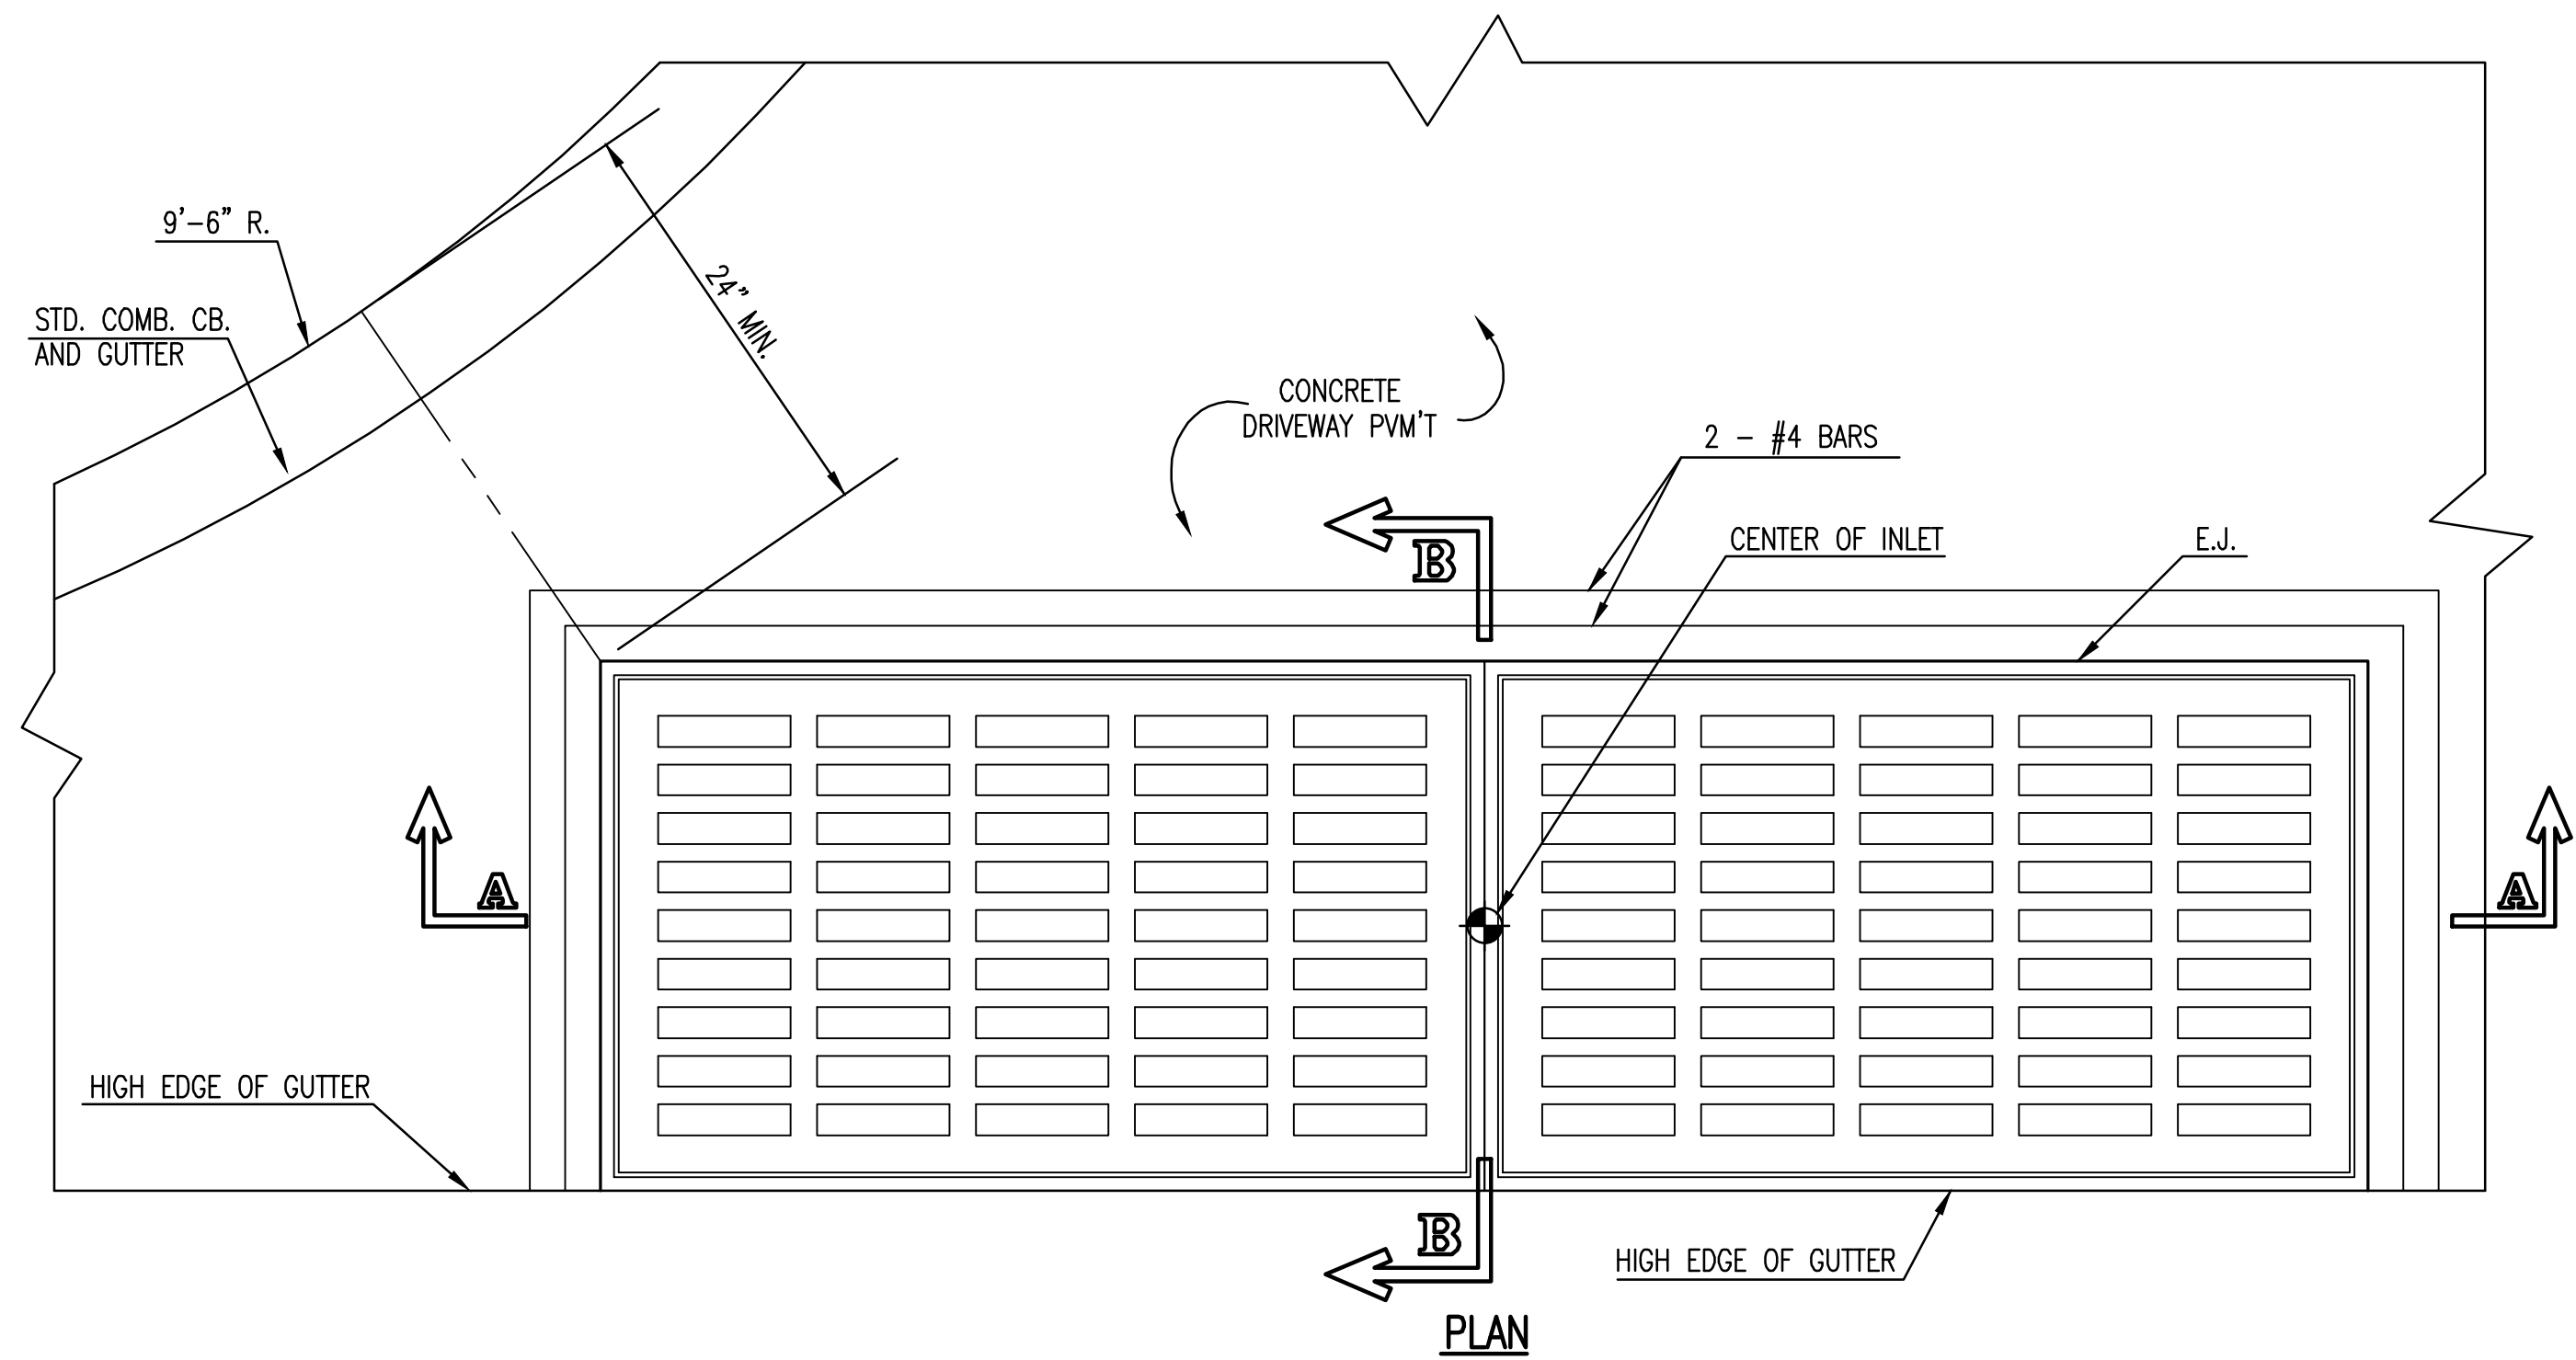 9'-6" R.
STD. COMB. CB.
AND GUTTER
24" MIN.
CONCRETE
DRIVEWAY PVM'T
2 - #4 BARS
CENTER OF INLET
E.J.
B
A
A
HIGH EDGE OF GUTTER
B
HIGH EDGE OF GUTTER
PLAN